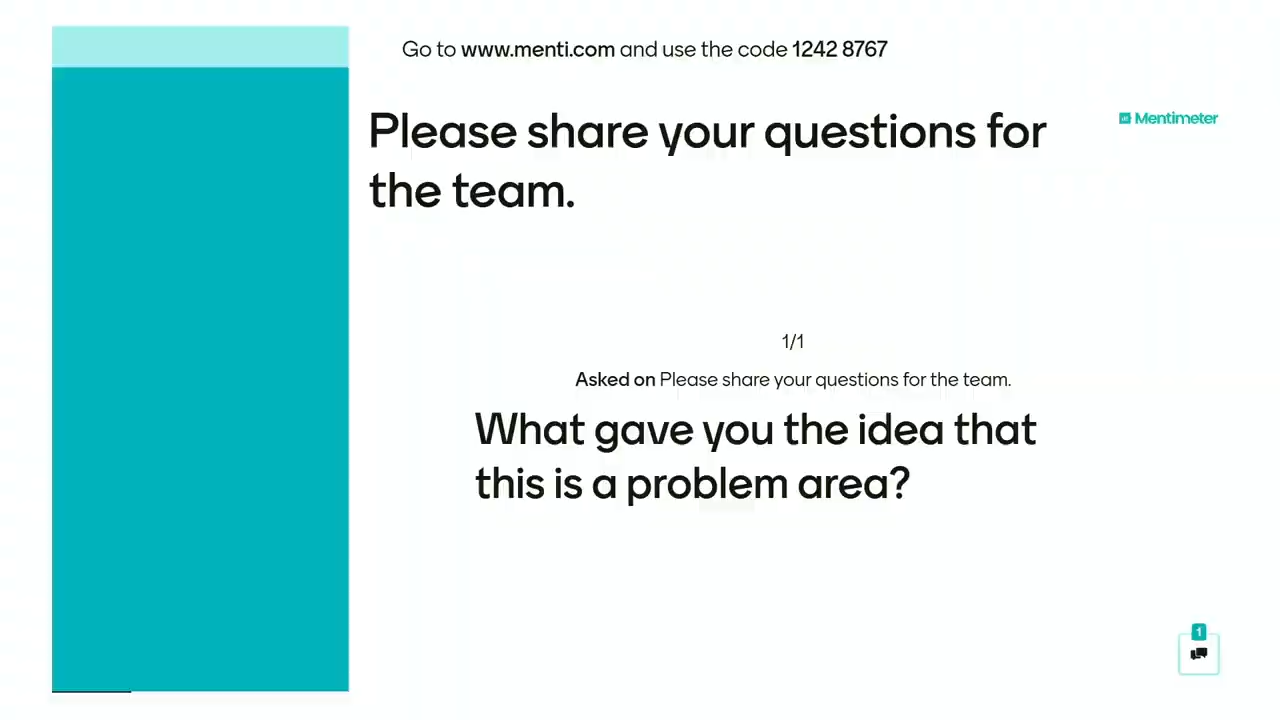 Go to www.menti.com and use the code 1242 8767
Please share your questions for
the team.
Mentimeter
1/1
Asked on Please share your questions for the team.
What gave you the idea that
this is a problem area?
1